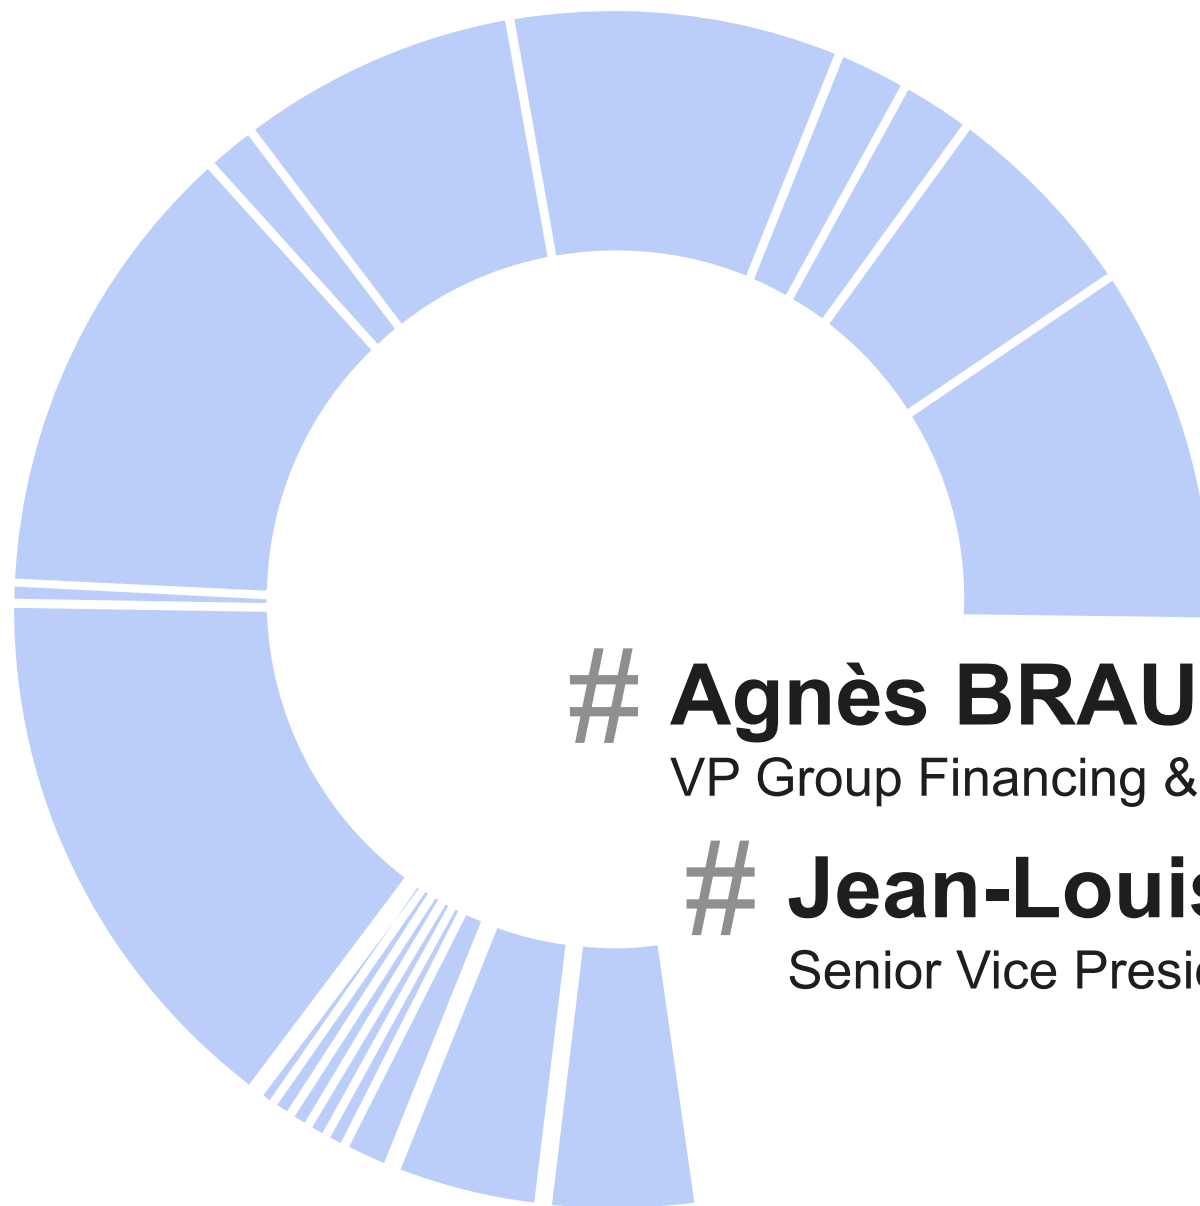 # Agnès BRAU
VP Group Financing &
# Jean-Louis
Senior Vice Presi